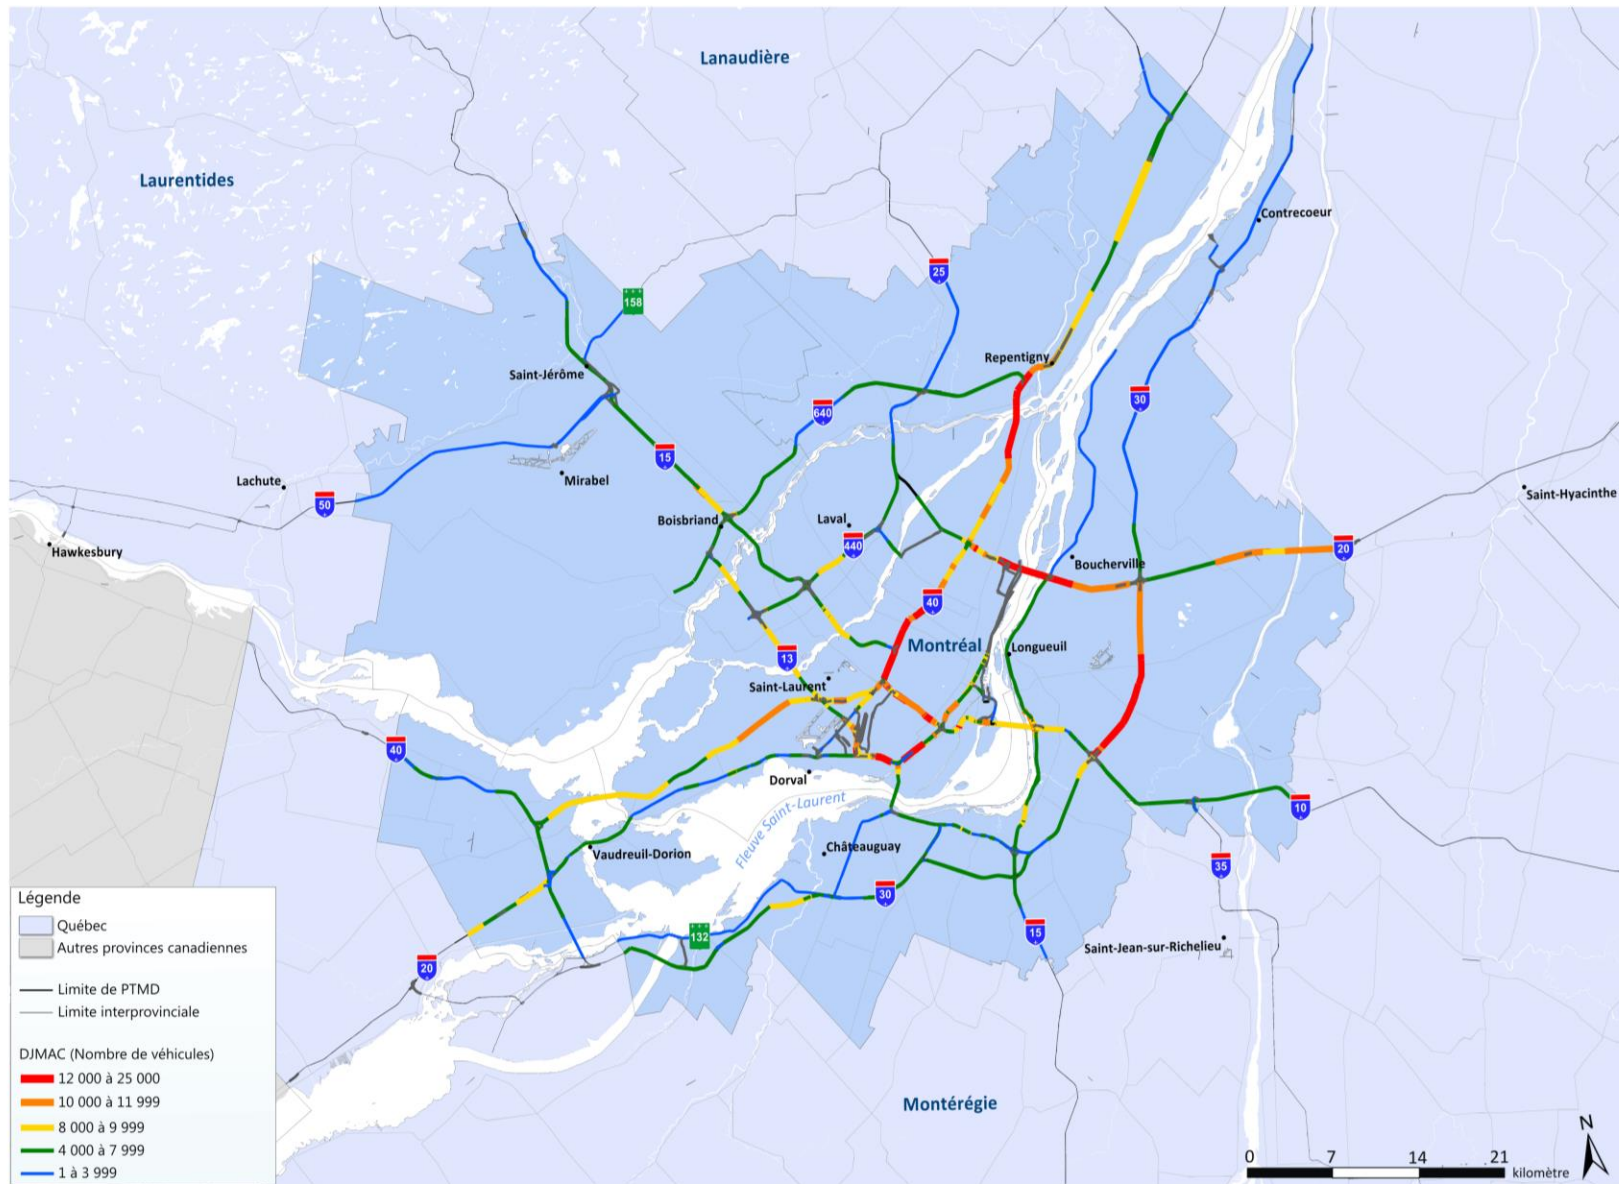 Lanaudière
Laurentides
Contrecoeur
25
158
Repentigny
Saint-Jérôme
30
640
15
Lachute
Mirabel
50
Saint-Hyacinthe
Boisbriand
Laval
440
20
Hawkesbury
Boucherville
40
Montréal
Longueuil
13
Saint-Laurent
40
Dorval
10
Fleuve Saint-Laurent
Vaudreuil-Dorion
Châteauguay
35
30
132
15
Saint-Jean-sur-Richelieu
20
Montérégie
Légende
Québec
Autres provinces canadiennes
Limite de PTMD
Limite interprovinciale
DJMAC (Nombre de véhicules)
12 000 à 25 000
10 000 à 11 999
8 000 à 9 999
4 000 à 7 999
1 à 3 999
N
0 7 14 21
kilomètre